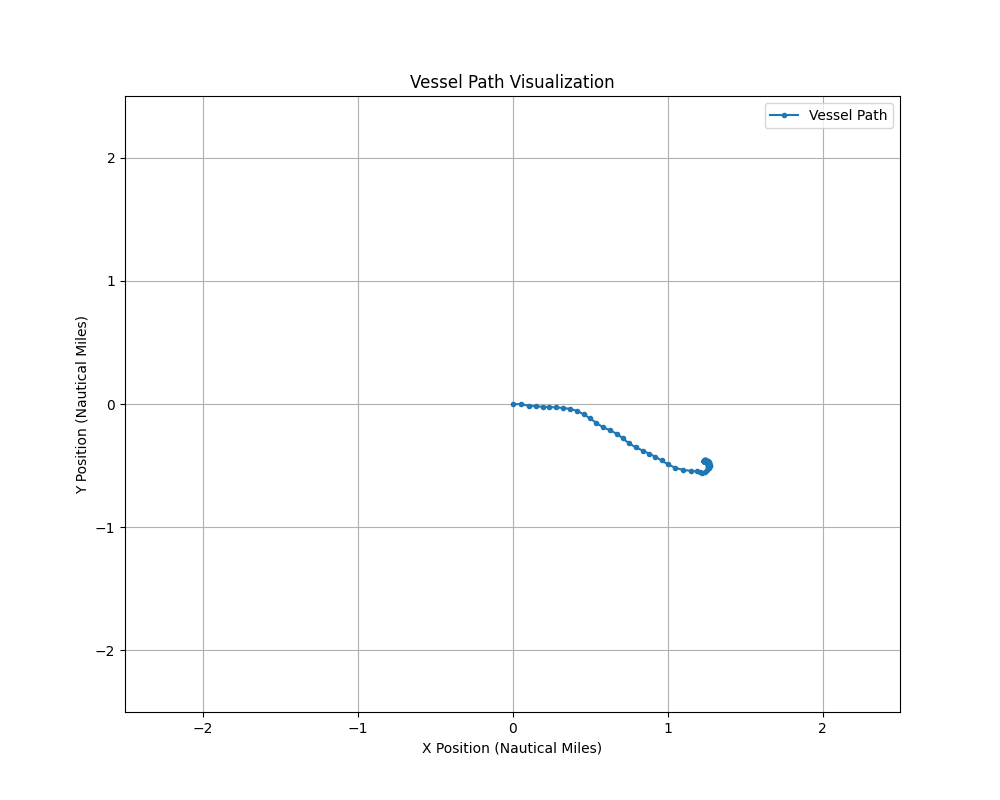 Vessel Path Visualization
Vessel Path
2
1
0
−1
−2
Y Position (Nautical Miles)
−2
−1
0
1
2
X Position (Nautical Miles)